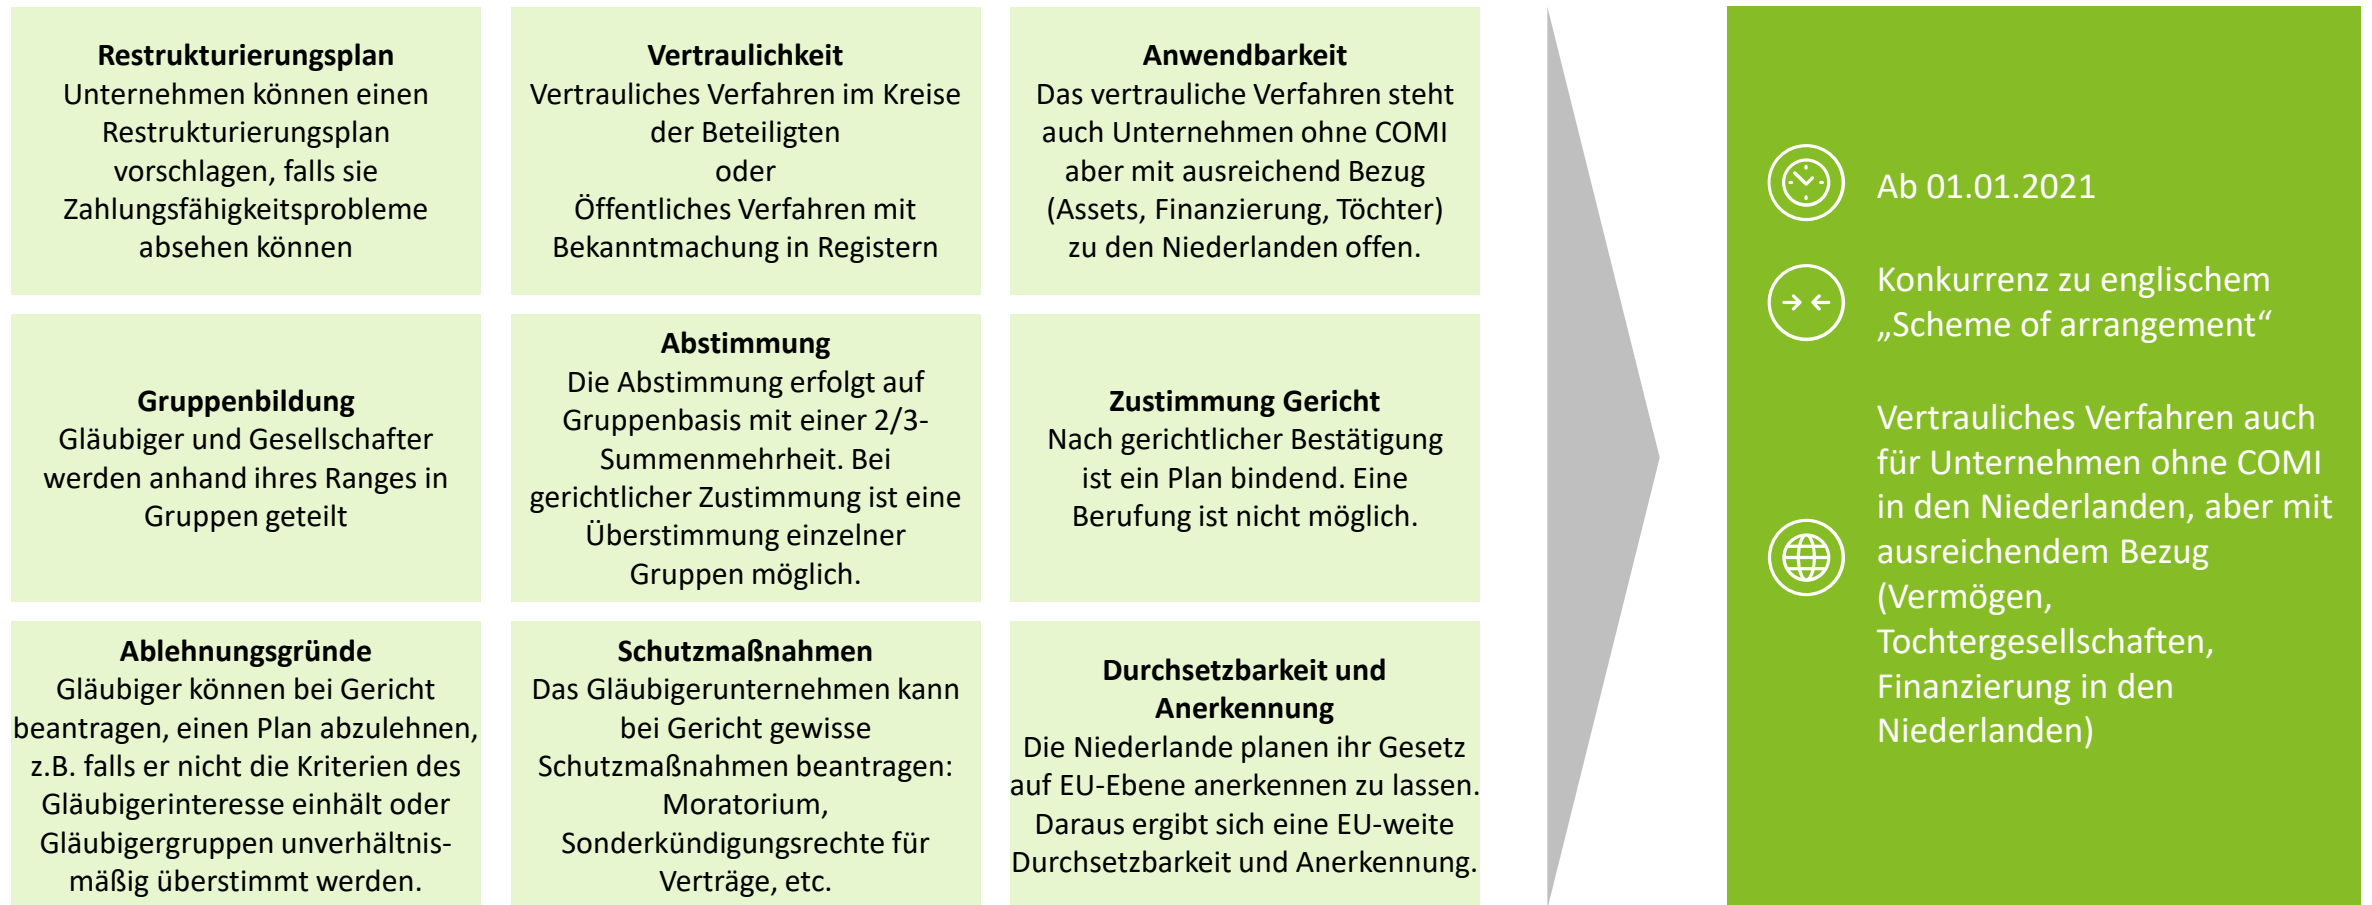 Restrukturierungsplan
Unternehmen können einen
Restrukturierungsplan
vorschlagen, falls sie
Zahlungsfähigkeitsprobleme
absehen können
Vertraulichkeit
Vertrauliches Verfahren im Kreise
der Beteiligten
oder
Öffentliches Verfahren mit
Bekanntmachung in Registern
Anwendbarkeit
Das vertrauliche Verfahren steht
auch Unternehmen ohne COMI
aber mit ausreichend Bezug
(Assets, Finanzierung, Töchter)
zu den Niederlanden offen.
Gruppenbildung
Gläubiger und Gesellschafter
werden anhand ihres Ranges in
Gruppen geteilt
Abstimmung
Die Abstimmung erfolgt auf
Gruppenbasis mit einer 2/3-
Summenmehrheit. Bei
gerichtlicher Zustimmung ist eine
Überstimmung einzelner
Gruppen möglich.
Zustimmung Gericht
Nach gerichtlicher Bestätigung
ist ein Plan bindend. Eine
Berufung ist nicht möglich.
Ablehnungsgründe
Gläubiger können bei Gericht
beantragen, einen Plan abzulehnen,
z.B. falls er nicht die Kriterien des
Gläubigerinteresse einhält oder
Gläubigergruppen unverhältnis-
mäßig überstimmt werden.
Schutzmaßnahmen
Das Gläubigerunternehmen kann
bei Gericht gewisse
Schutzmaßnahmen beantragen:
Moratorium,
Sonderkündigungsrechte für
Verträge, etc.
Durchsetzbarkeit und
Anerkennung
Die Niederlande planen ihr Gesetz
auf EU-Ebene anerkennen zu lassen.
Daraus ergibt sich eine EU-weite
Durchsetzbarkeit und Anerkennung.
Ab 01.01.2021
Konkurrenz zu englischem
„Scheme of arrangement“
Vertrauliches Verfahren auch
für Unternehmen ohne COMI
in den Niederlanden, aber mit
ausreichendem Bezug
(Vermögen,
Tochtergesellschaften,
Finanzierung in den
Niederlanden)